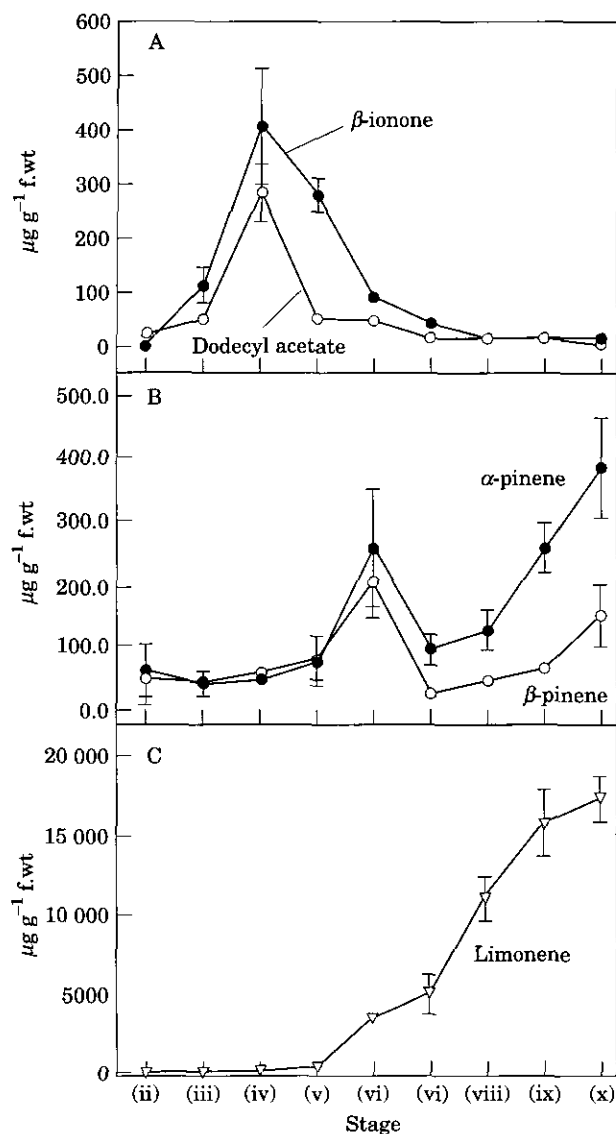 A
600
500
400
300
200
100
0
μg g⁻¹ f.wt
β-ionone
Dodecyl acetate
B
500.0
400.0
300.0
200.0
100.0
0.0
μg g⁻¹ f.wt
α-pinene
β-pinene
C
20 000
15 000
10 000
5000
0
μg g⁻¹ f.wt
Limonene
(ii) (iii) (iv) (v) (vi) (vi) (viii) (ix) (x)
Stage